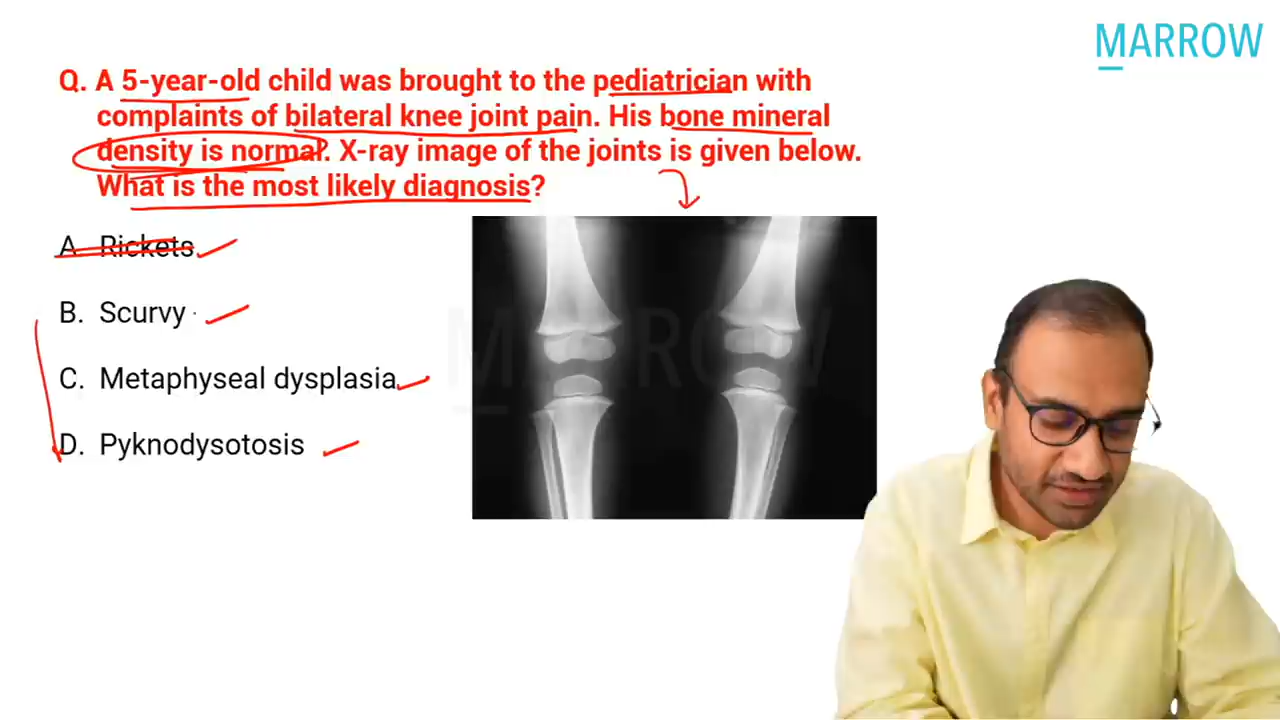 MARROW
Q. A 5-year-old child was brought to the pediatrician with
complaints of bilateral knee joint pain. His bone mineral
density is normal. X-ray image of the joints is given below.
What is the most likely diagnosis?
A. Rickets
B. Scurvy
C. Metaphyseal dysplasia
D. Pyknodysotosis
MARROW